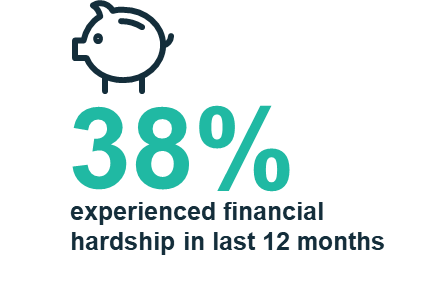 38%
experienced financial
hardship in last 12 months